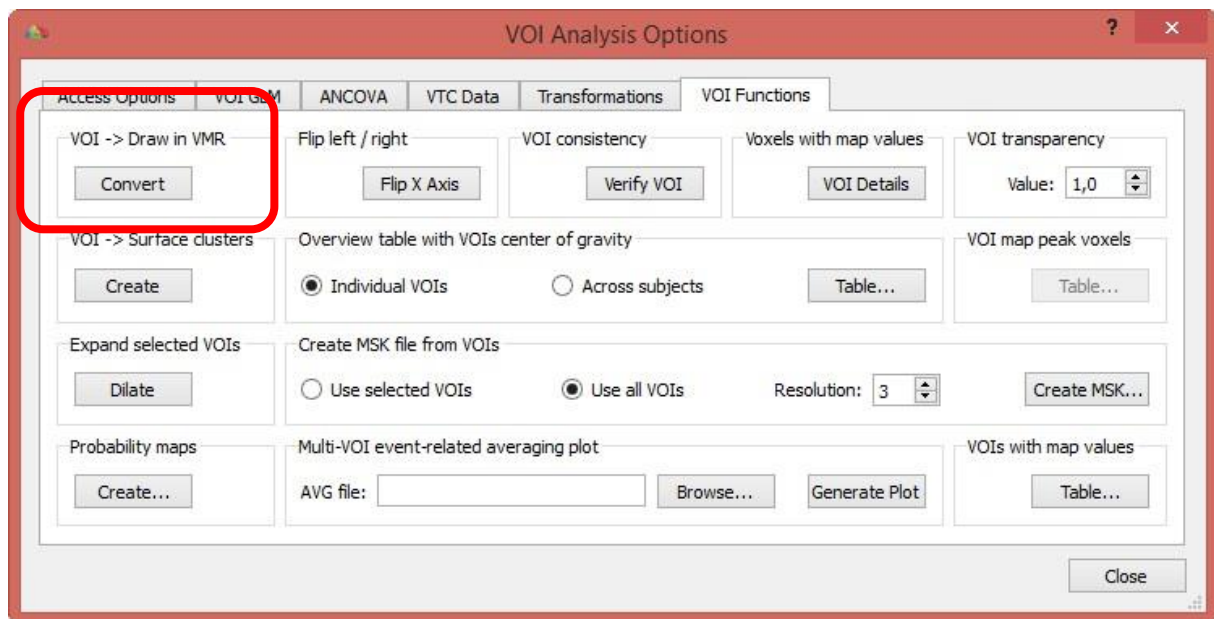 VOI Analysis Options
?
Access Options VOI GLM ANCOVA VTC Data Transformations VOI Functions
VOI -> Draw in VMR Flip left / right VOI consistency Voxels with map values VOI transparency
Convert Flip X Axis Verify VOI VOI Details Value: 1,0
VOI -> Surface clusters Overview table with VOIs center of gravity VOI map peak voxels
Create Individual VOIs Across subjects Table... Table...
Expand selected VOIs Create MSK file from VOIs
Dilate Use selected VOIs Use all VOIs Resolution: 3 Create MSK...
Probability maps Multi-VOI event-related averaging plot VOIs with map values
Create... AVG file: Browse... Generate Plot Table...
Close